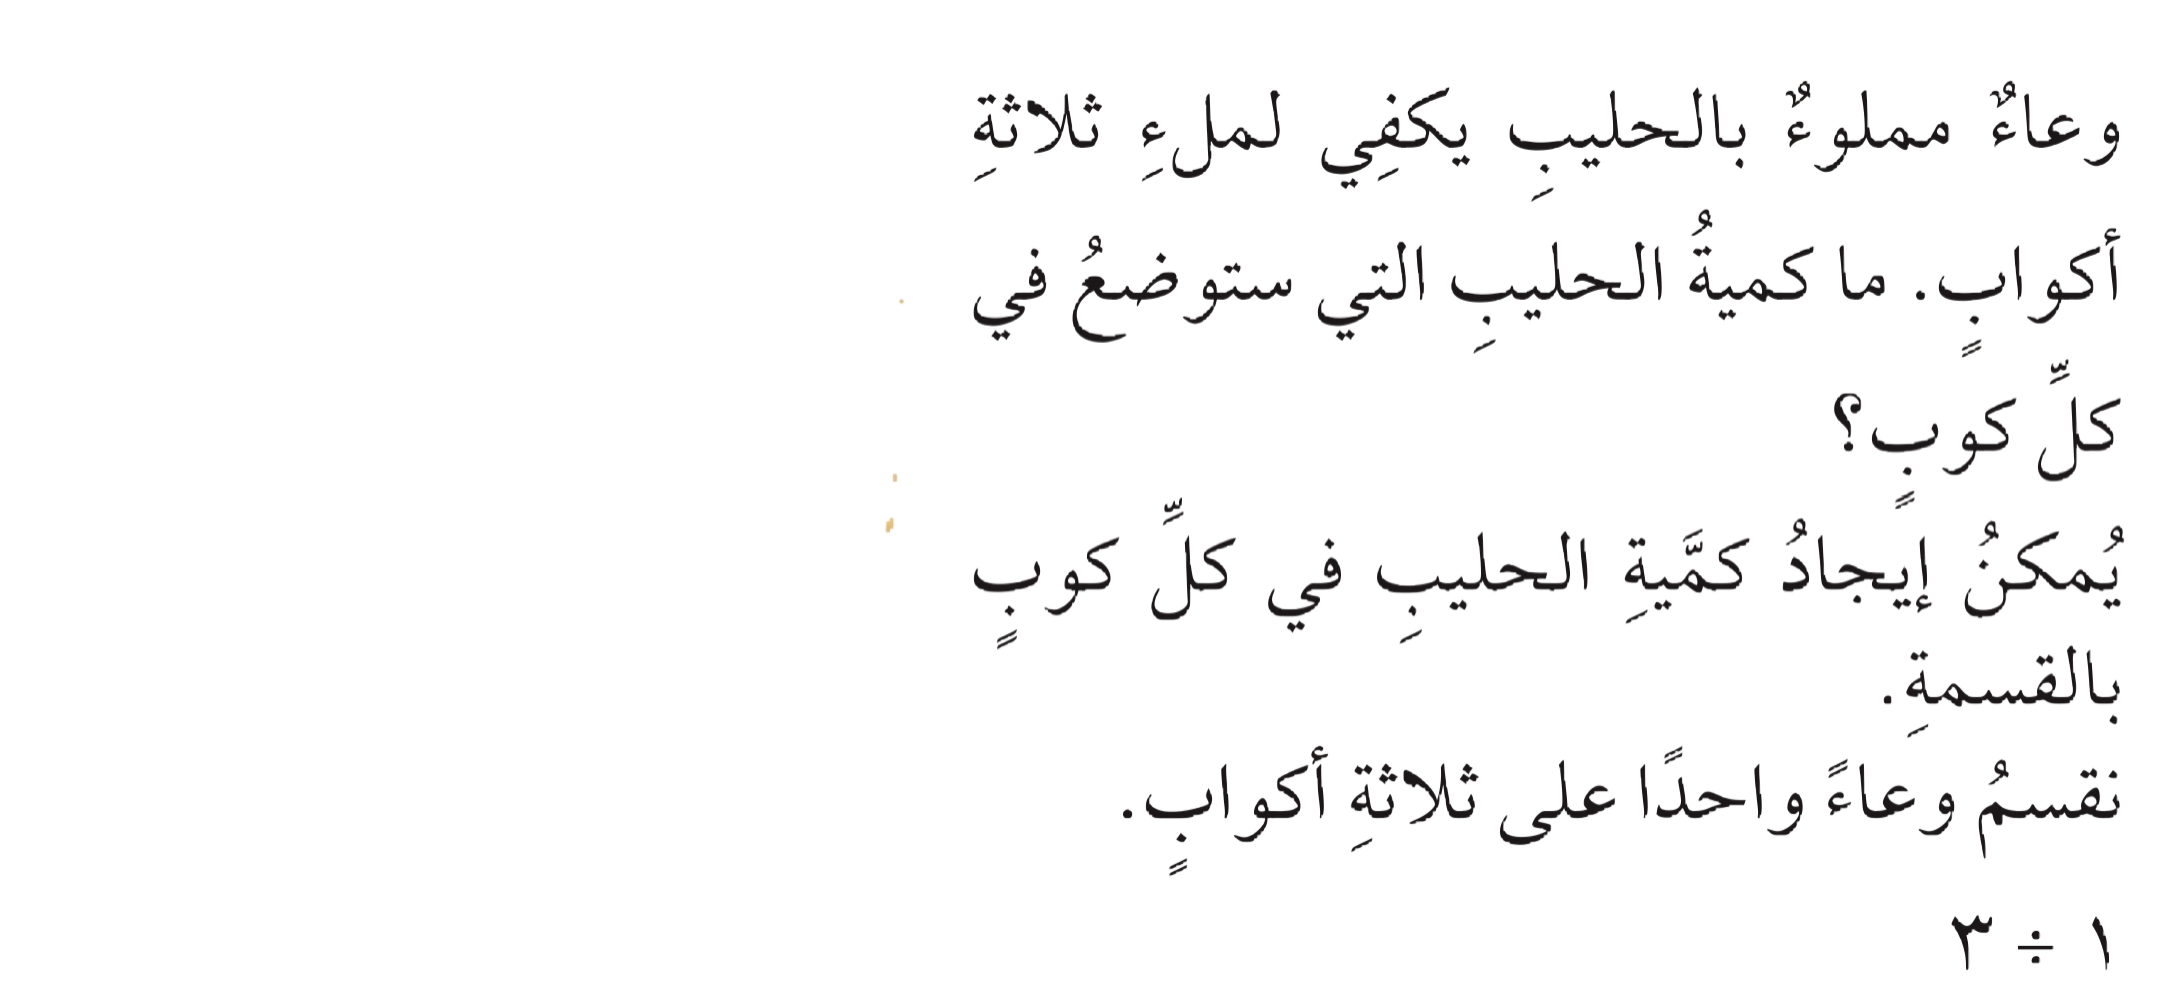 وعاءٌ مملوءٌ بالحليبِ يكفِي لملءِ ثلاثةِ
أكوابٍ. ما كميةُ الحليبِ التي ستوضعُ في
كلِّ كوبٍ؟
يُمكنُ إيجادُ كمَّيةِ الحليبِ في كلِّ كوبٍ
بالقسمةِ.
نقسمُ وعاءً واحدًا على ثلاثةِ أكوابٍ.
١ ÷ ٣